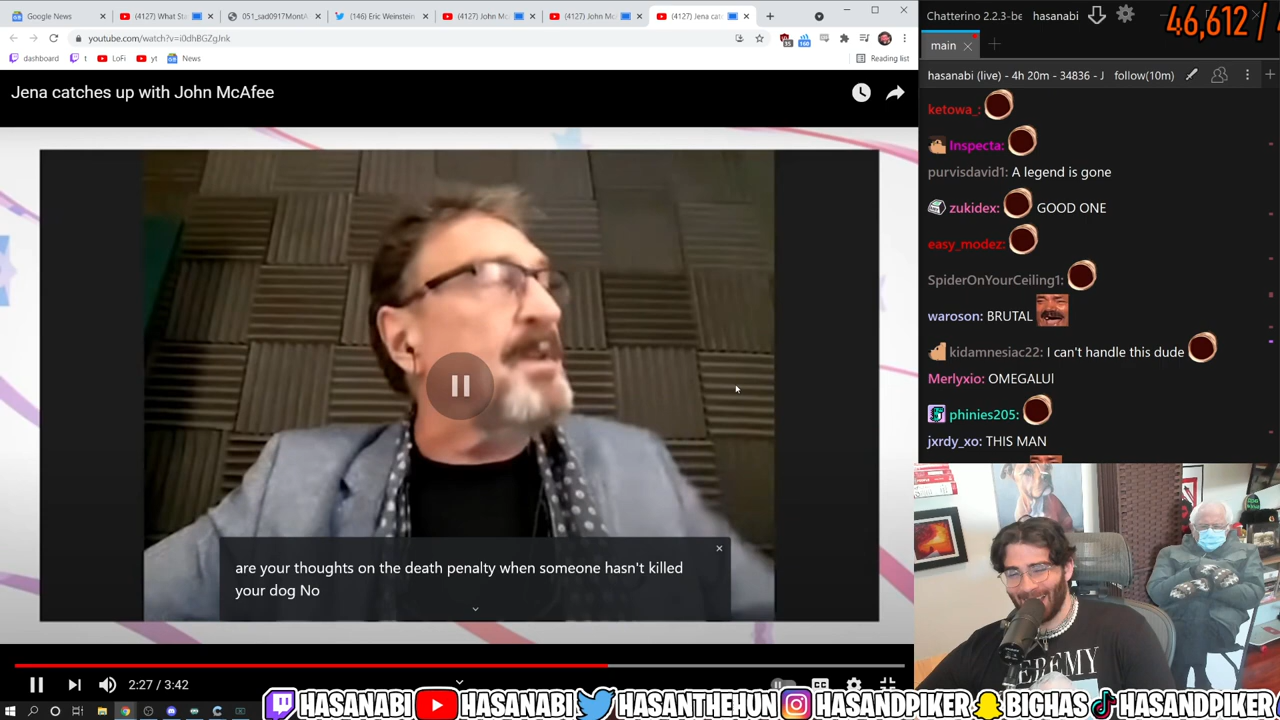 Google News
(4127) What St
051_sad0917MontA
(146) Eric Weinstein
(4127) John M
(4127) John Mc
(4127) Jena cat
Chatterino 2.2.3-be
hasanabi
46,612 /
youtube.com/watch?v=i0dhBGZgJnk
main
dashboard
t
LoFi
yt
News
Reading list
hasanabi (live) - 4h 20m - 34836 - J
follow(10m)
Jena catches up with John McAfee
ketowa_:
Inspecta:
purvisdavid1: A legend is gone
zukidex: GOOD ONE
easy_modez:
SpiderOnYourCeiling1:
waroson: BRUTAL
kidamnesiac22: I can't handle this dude
Merlyxio: OMEGALUl
phinies205:
jxrdy_xo: THIS MAN
are your thoughts on the death penalty when someone hasn't killed
your dog No
2:27 / 3:42
HASANABI HASANABI HASANTHEHUN HASANDPIKER BIGHAS HASANDPIKER